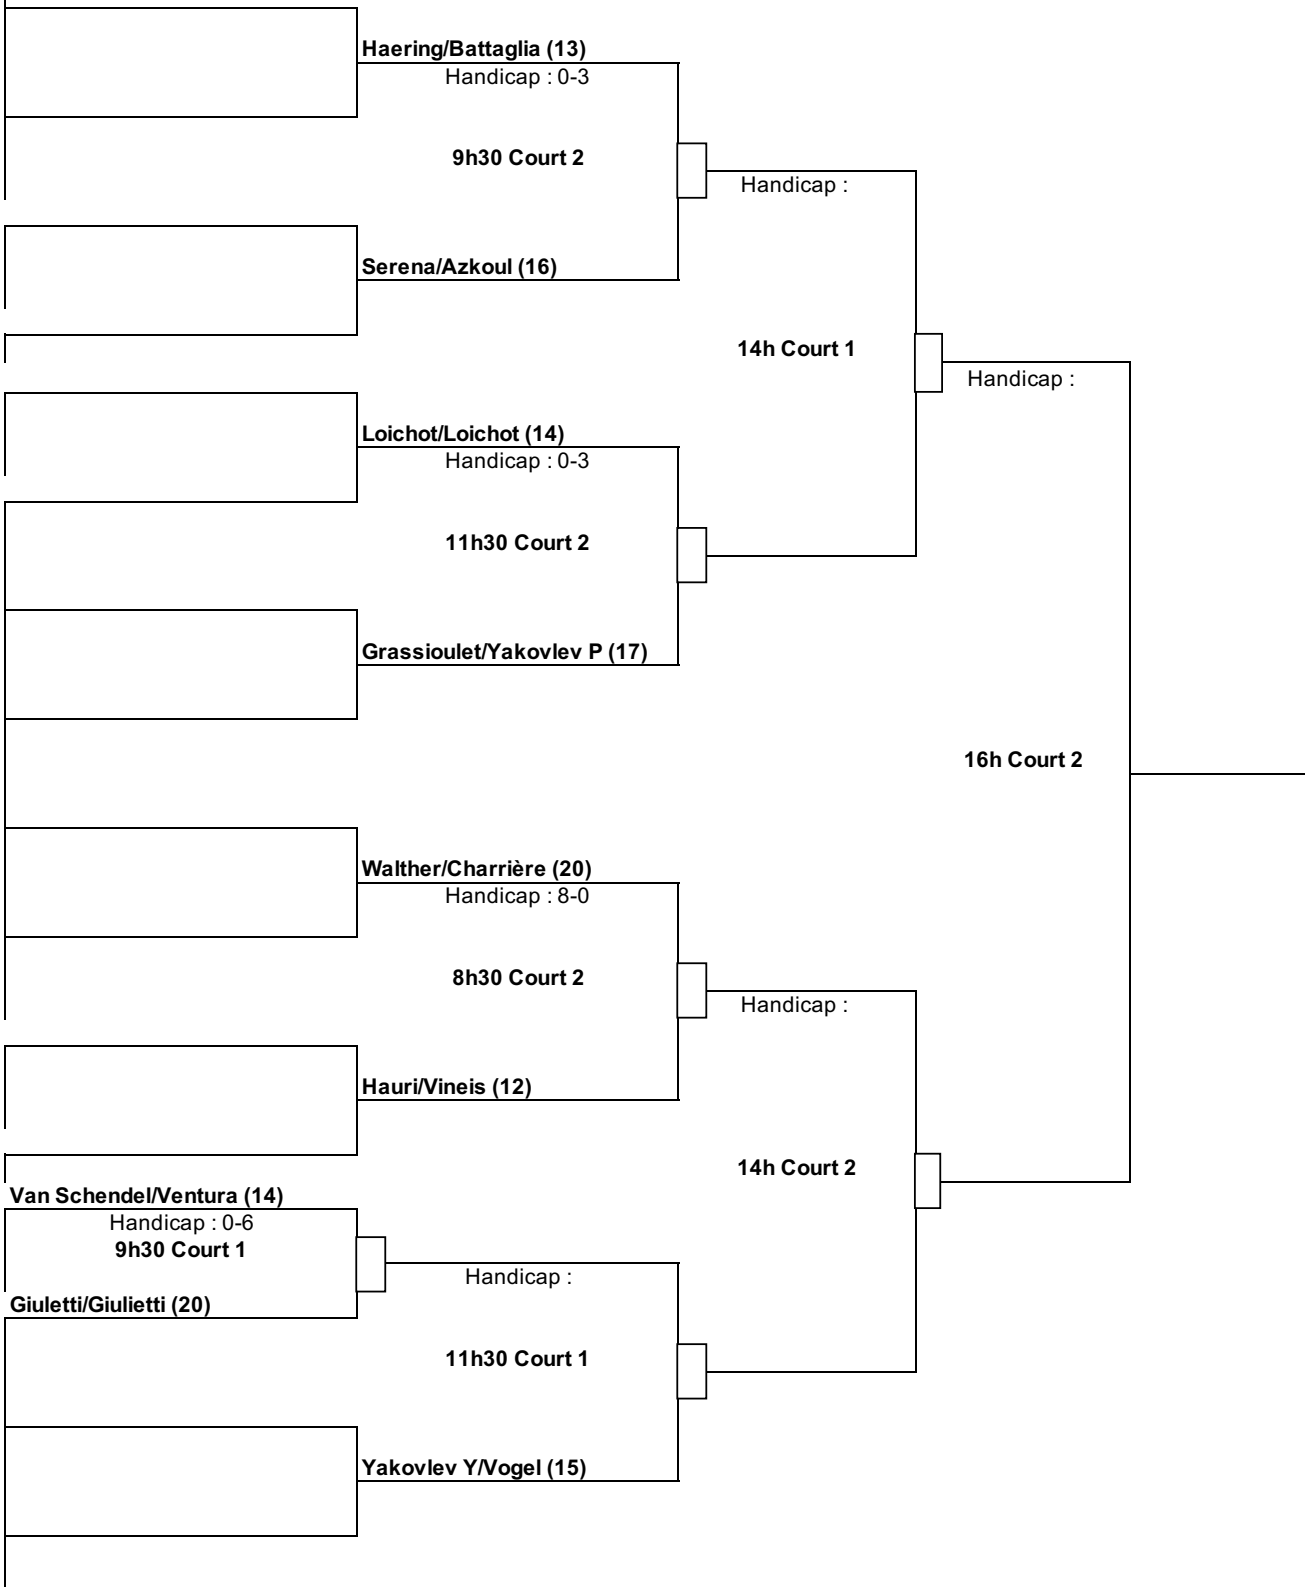 Haering/Battaglia (13)
Handicap : 0-3
9h30 Court 2
Handicap :
Serena/Azkoul (16)
14h Court 1
Handicap :
Loichot/Loichot (14)
Handicap : 0-3
11h30 Court 2
Grassioulet/Yakovlev P (17)
16h Court 2
Walther/Charrière (20)
Handicap : 8-0
8h30 Court 2
Handicap :
Hauri/Vineis (12)
14h Court 2
Van Schendel/Ventura (14)
Handicap : 0-6
9h30 Court 1
Handicap :
Giuletti/Giulietti (20)
11h30 Court 1
Yakovlev Y/Vogel (15)